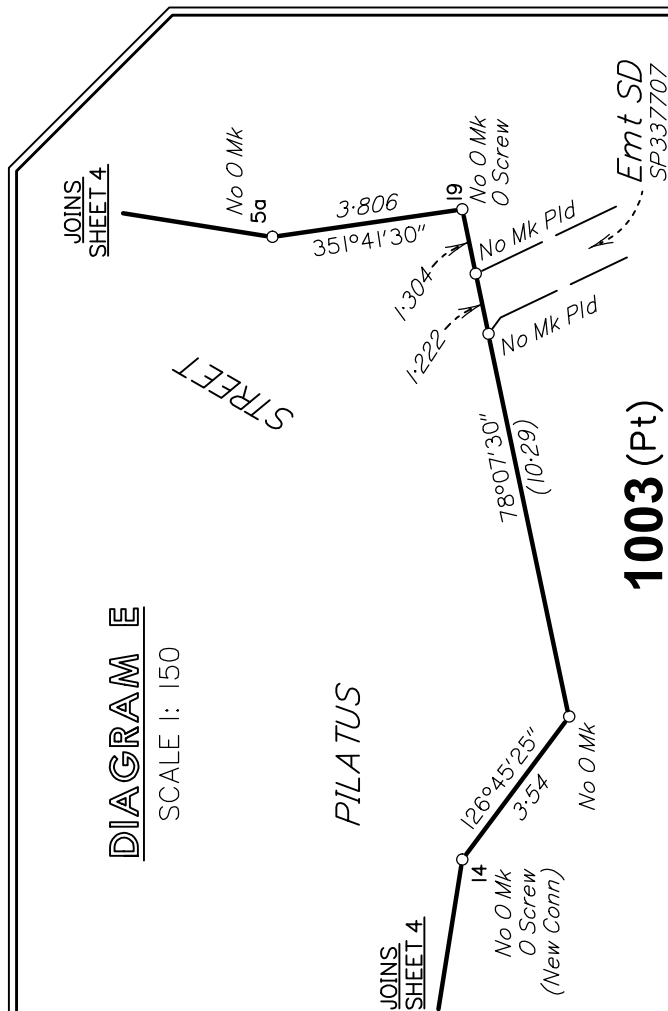 JOINS
SHEET 4
No O Mk
5a
3·806
351°41'30"
19
No O Mk
O Screw
1·304
No Mk Pld
Emt SD
SP337707
1·222
No Mk Pld
STREET
78°07'30"
(10·29)
1003 (Pt)
DIAGRAM E
SCALE 1: 150
PILATUS
126°45'25"
3·54
No O Mk
14
No O Mk
O Screw
(New Conn)
JOINS
SHEET 4